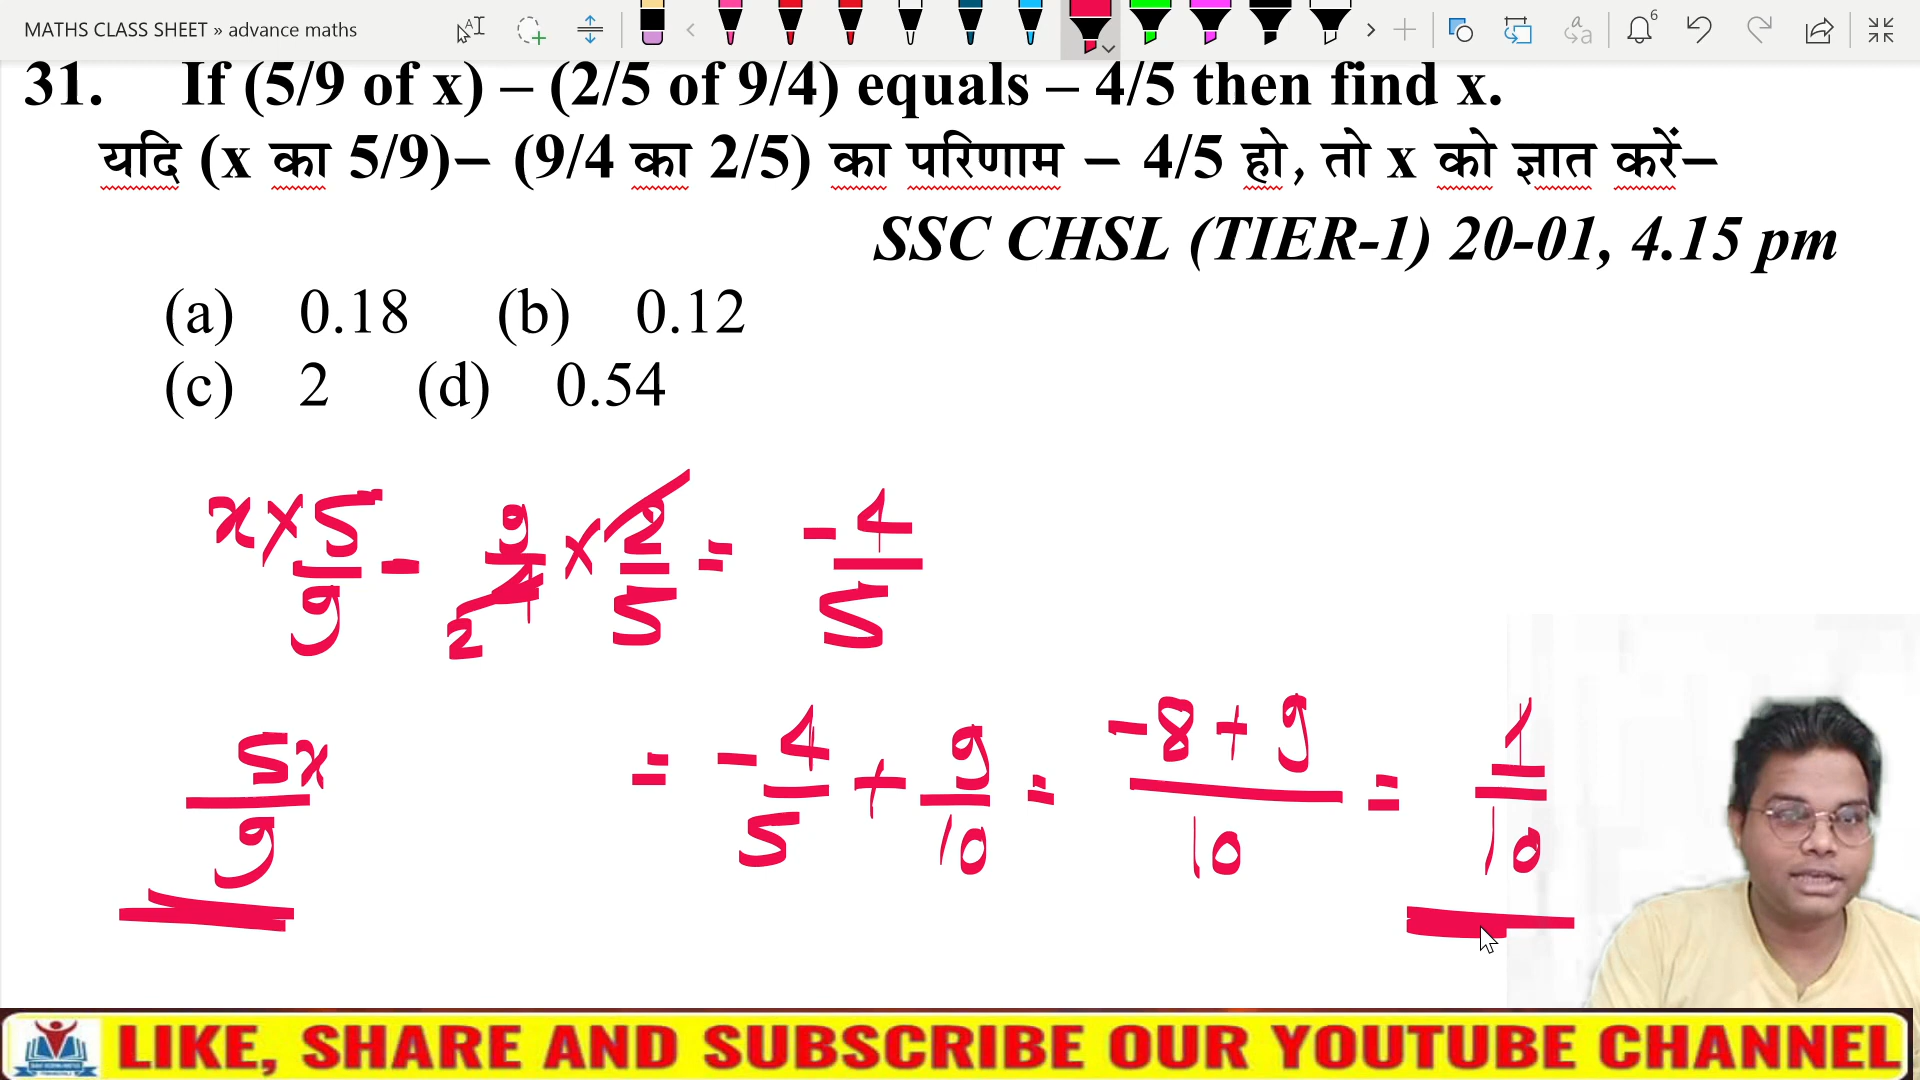 MATHS CLASS SHEET » advance maths
6
31. If (5/9 of x) – (2/5 of 9/4) equals – 4/5 then find x.
यदि (x का 5/9)– (9/4 का 2/5) का परिणाम – 4/5 हो, तो x को ज्ञात करें–
SSC CHSL (TIER-1) 20-01, 4.15 pm
(a) 0.18 (b) 0.12
(c) 2 (d) 0.54
x × 5/9 - 9/4 × 2/5 = -4/5
2
5x/9 = -4/5 + 9/10 = -8+9/10 = 1/10
LIKE, SHARE AND SUBSCRIBE OUR YOUTUBE CHANNEL